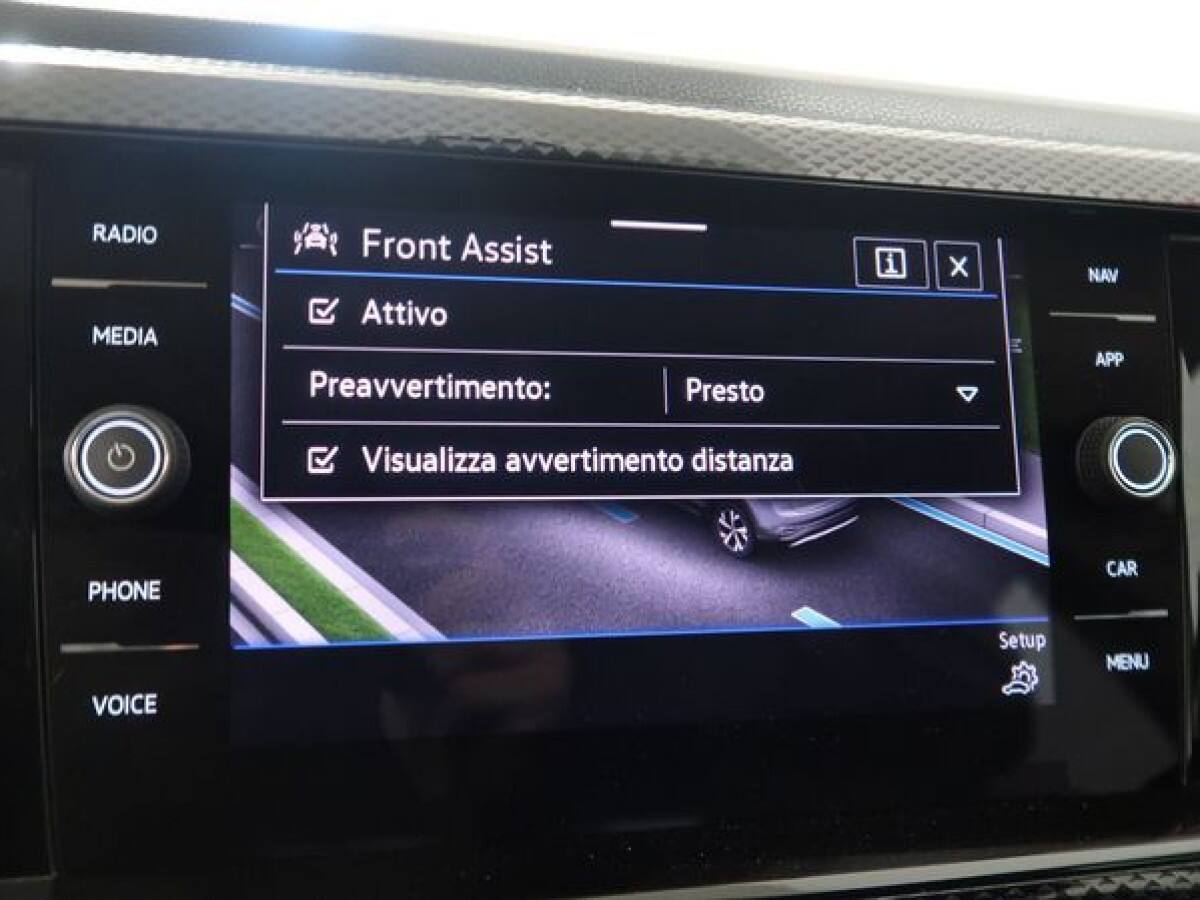 RADIO
MEDIA
PHONE
VOICE
Front Assist
i
X
Attivo
Preavvertimento: Presto
Visualizza avvertimento distanza
Setup
NAV
APP
CAR
MENU